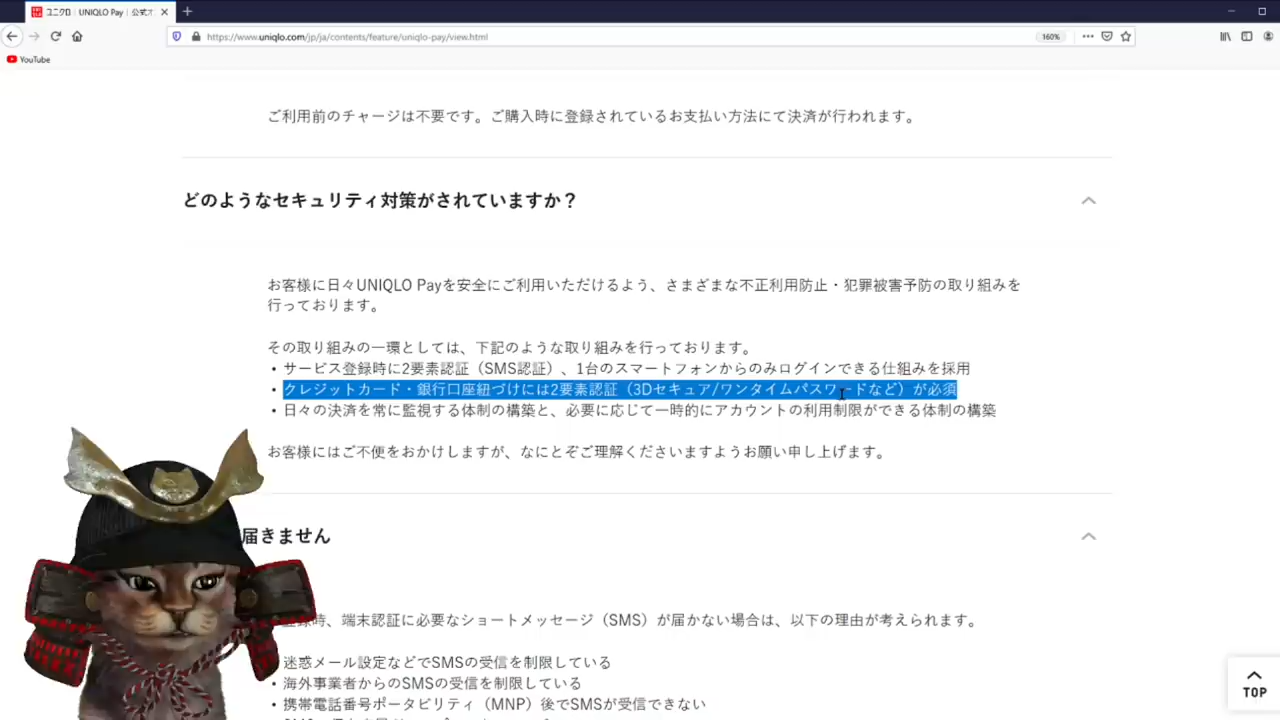 ユニクロ｜UNIQLO Pay｜公式オ
https://www.uniqlo.com/jp/ja/contents/feature/uniqlo-pay/view.html
160%
YouTube
ご利用前のチャージは不要です。ご購入時に登録されているお支払い方法にて決済が行われます。
どのようなセキュリティ対策がされていますか？
お客様に日々UNIQLO Payを安全にご利用いただけるよう、さまざまな不正利用防止・犯罪被害予防の取り組みを
行っております。
その取り組みの一環としては、下記のような取り組みを行っております。
・サービス登録時に2要素認証（SMS認証）、1台のスマートフォンからのみログインできる仕組みを採用
・クレジットカード・銀行口座紐づけには2要素認証（3Dセキュア/ワンタイムパスワードなど）が必須
・日々の決済を常に監視する体制の構築と、必要に応じて一時的にアカウントの利用制限ができる体制の構築
お客様にはご不便をおかけしますが、なにとぞご理解くださいますようお願い申し上げます。
届きません
時、端末認証に必要なショートメッセージ（SMS）が届かない場合は、以下の理由が考えられます。
迷惑メール設定などでSMSの受信を制限している
・海外事業者からのSMSの受信を制限している
・携帯電話番号ポータビリティ（MNP）後でSMSが受信できない
TOP